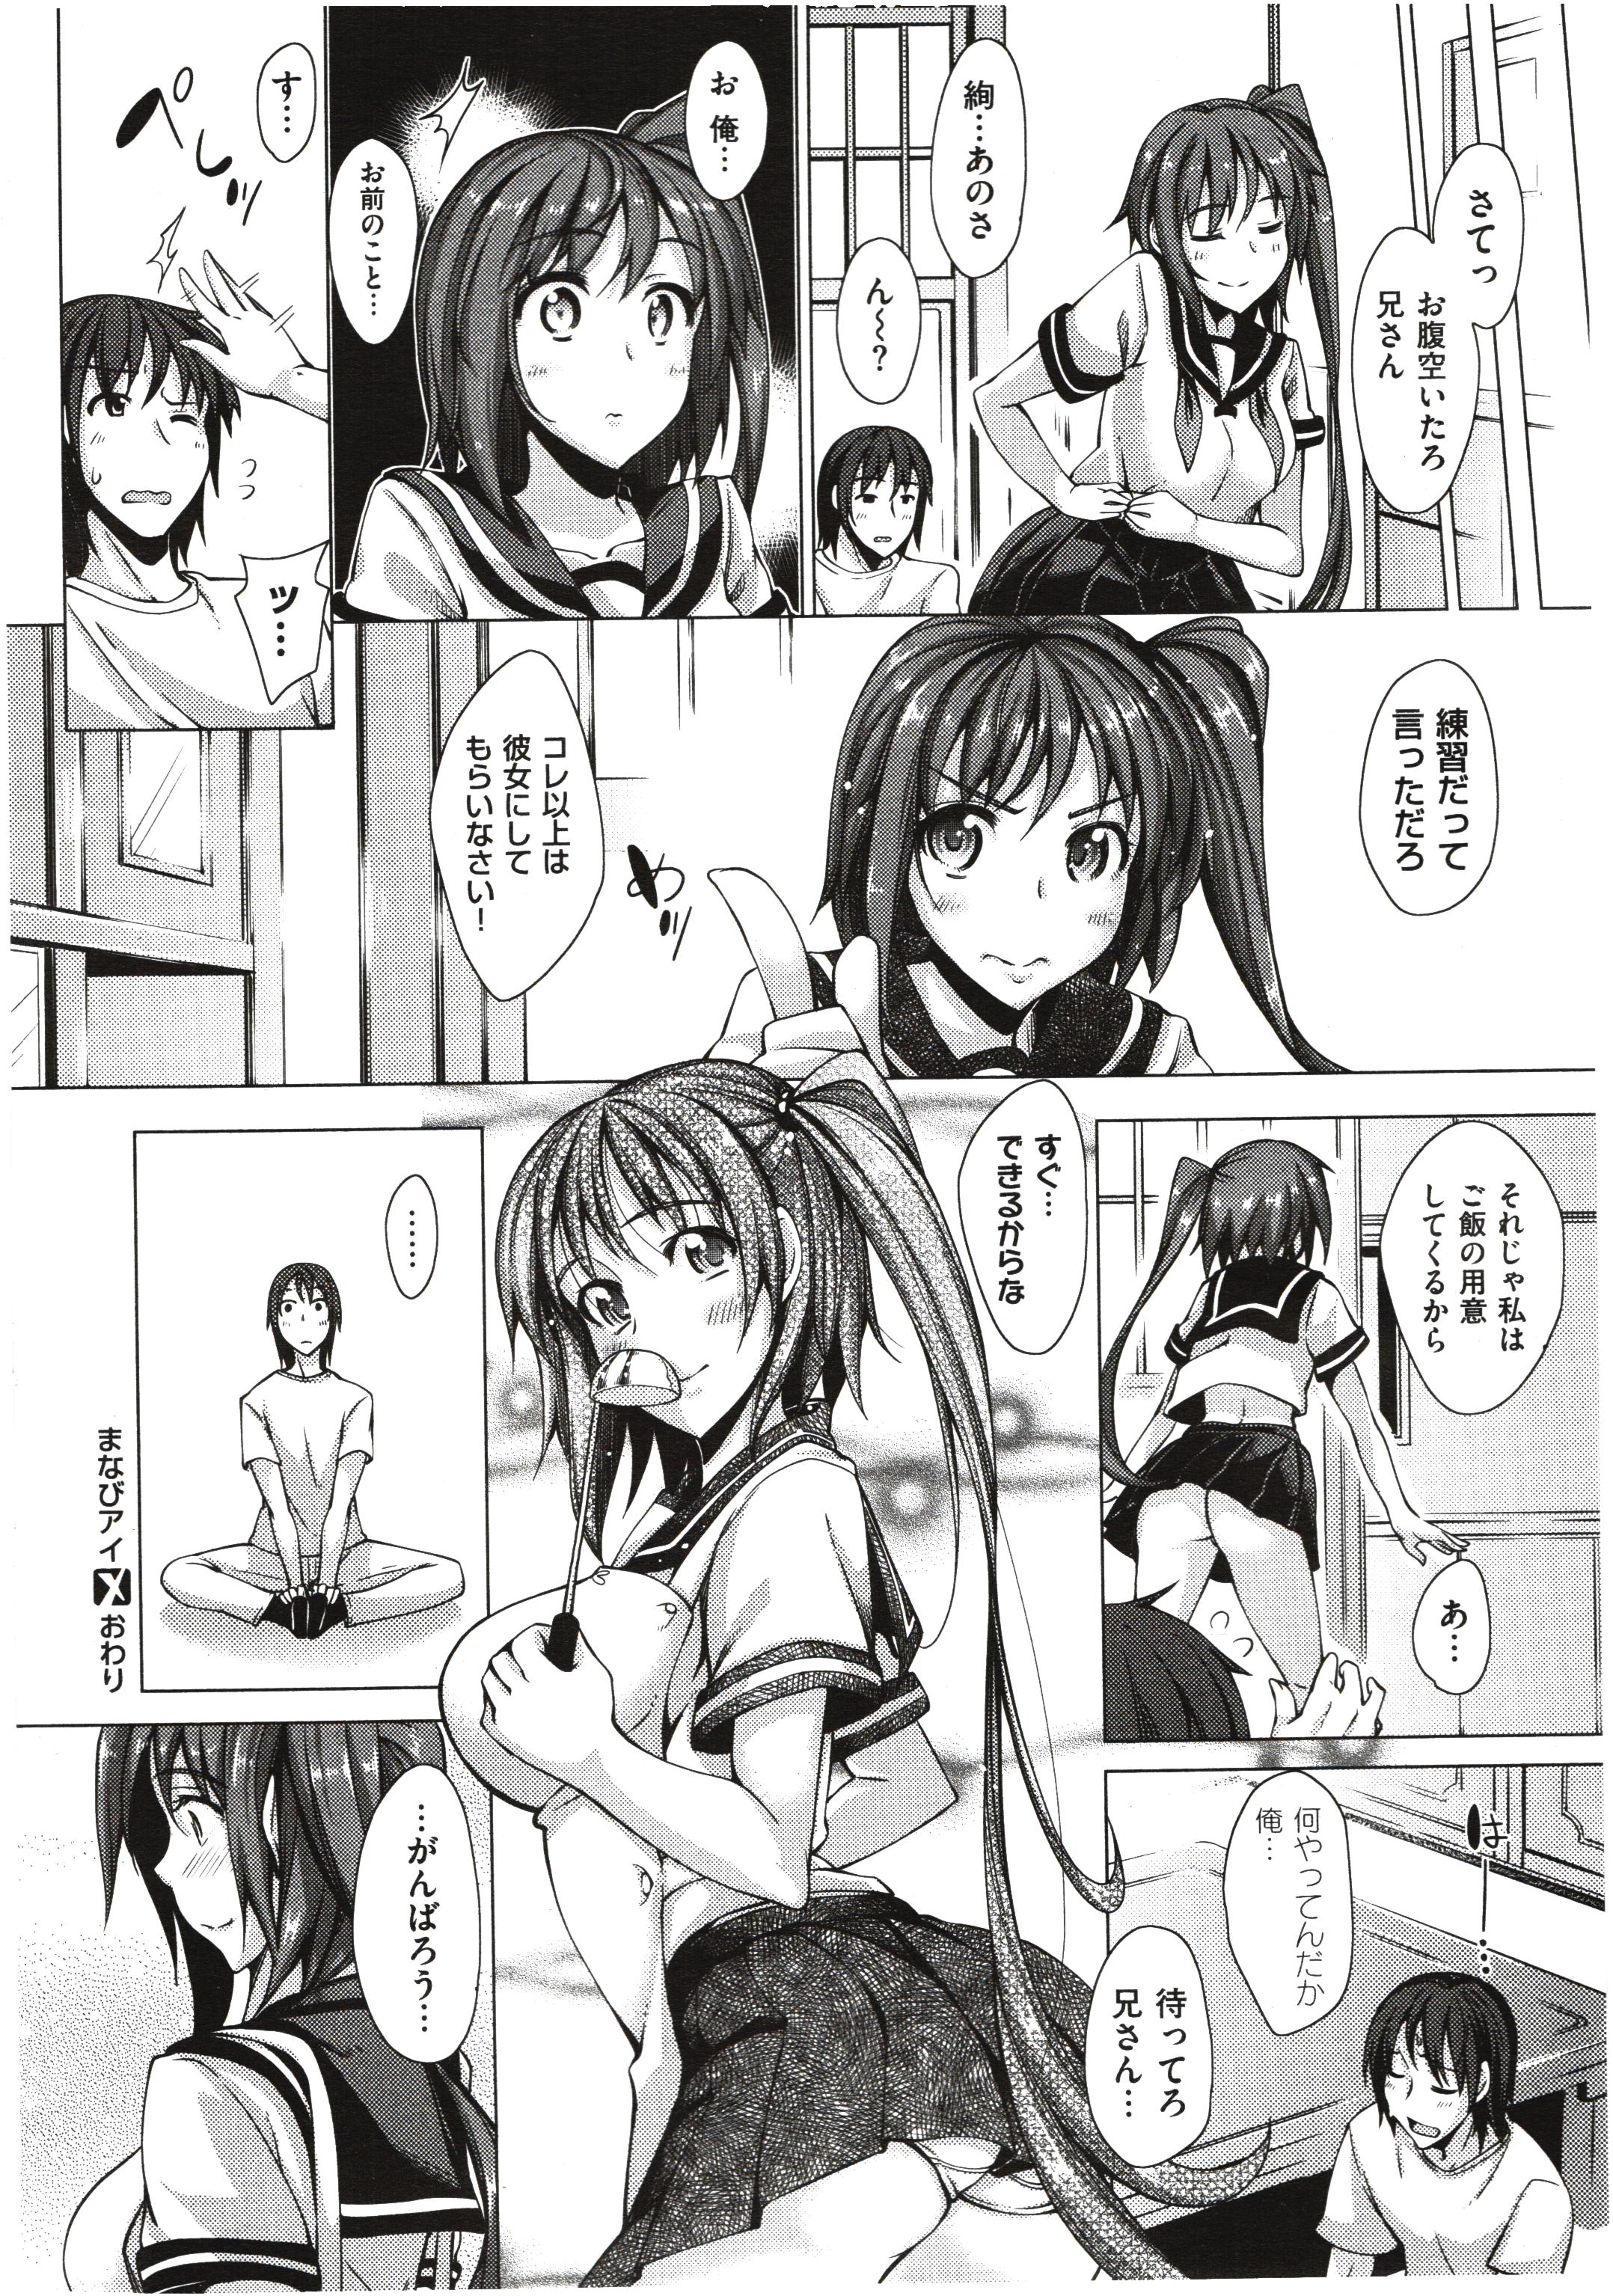 さてっ
お腹空いたろ
兄さん
絢…あのさ
ん～？
お 俺…
お前のこと…
す…
ペしッ
ッ…
練習だって
言っただろ
めッ
コレ以上は
彼女にして
もらいなさい！
それじゃ私は
ご飯の用意
してくるから
あ…
は――…
何やってんだか
俺…
すぐ…
できるからな
待ってろ
兄さん…
…がんばろう…
……
まなびアイ X おわり